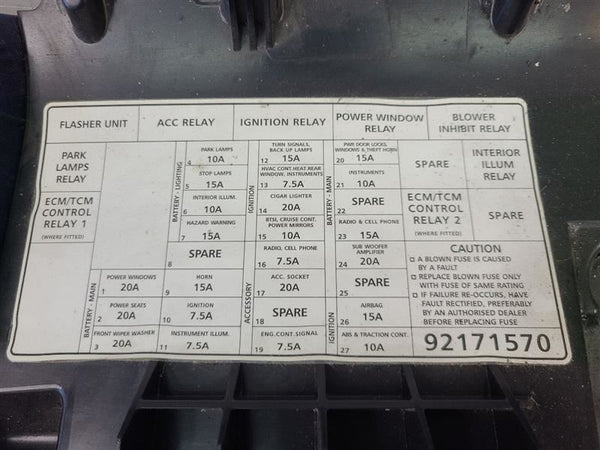 FLASHER UNIT
ACC RELAY
IGNITION RELAY
POWER WINDOW
RELAY
BLOWER
INHIBIT RELAY
PARK
LAMPS
RELAY
ECM/TCM
CONTROL
RELAY 1
(WHERE FITTED)
BATTERY - MAIN
POWER WINDOWS
1 20A
POWER SEATS
2 20A
FRONT WIPER WASHER
3 20A
BATTERY - LIGHTING
PARK LAMPS
4 10A
STOP LAMPS
5 15A
INTERIOR ILLUM.
6 10A
HAZARD WARNING
7 15A
SPARE
8
HORN
9 15A
IGNITION
10 7.5A
INSTRUMENT ILLUM.
11 7.5A
IGNITION
TURN SIGNALS,
BACK UP LAMPS
12 15A
HVAC CONT.HEAT.REAR
WINDOW, INSTRUMENTS
13 7.5A
CIGAR LIGHTER
14 20A
BTSI, CRUISE CONT.
POWER MIRRORS
15 10A
ACCESSORY
RADIO, CELL PHONE
16 7.5A
ACC. SOCKET
17 20A
SPARE
18
ENG.CONT.SIGNAL
19 7.5A
BATTERY - MAIN
PWR DOOR LOCKS,
WINDOWS & THEFT HORN
20 15A
INSTRUMENTS
21 10A
SPARE
22
RADIO & CELL PHONE
23 15A
SUB WOOFER
AMPLIFIER
24 20A
SPARE
25
IGNITION
AIRBAG
26 15A
ABS & TRACTION CONT.
27 10A
SPARE
INTERIOR
ILLUM
RELAY
ECM/TCM
CONTROL
RELAY 2
(WHERE FITTED)
SPARE
CAUTION
□ A BLOWN FUSE IS CAUSED
BY A FAULT
□ REPLACE BLOWN FUSE ONLY
WITH FUSE OF SAME RATING
□ IF FAILURE RE-OCCURS, HAVE
FAULT RECTIFIED, PREFERABLY
BY AN AUTHORISED DEALER
BEFORE REPLACING FUSE
92171570